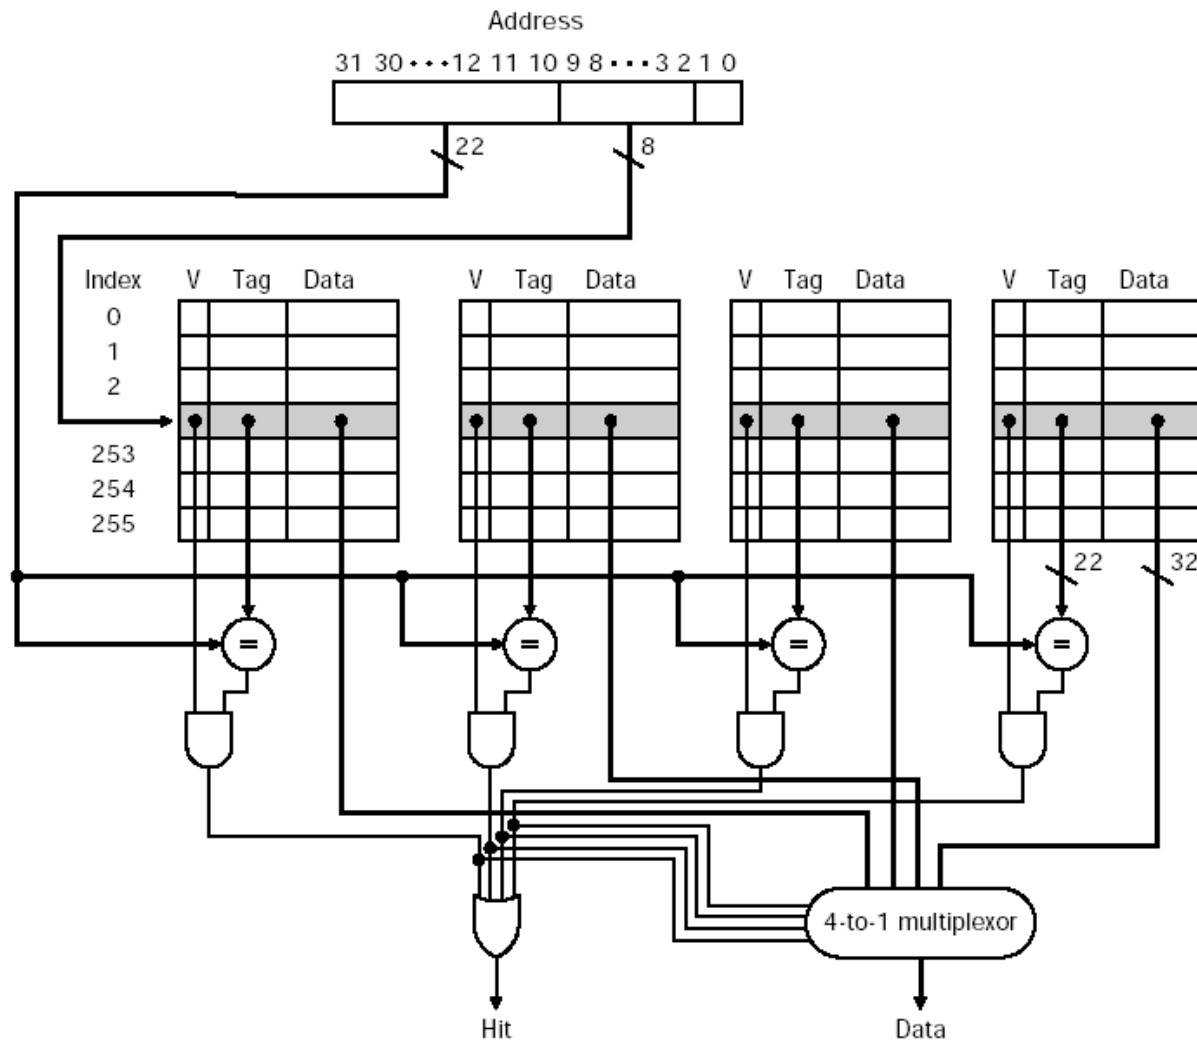 Address
31 30 ··· 12 11 10 9 8 ··· 3 2 1 0
22 8
Index V Tag Data V Tag Data V Tag Data V Tag Data
0
1
2
253
254
255
22 32
= = = =
4-to-1 multiplexor
Hit Data